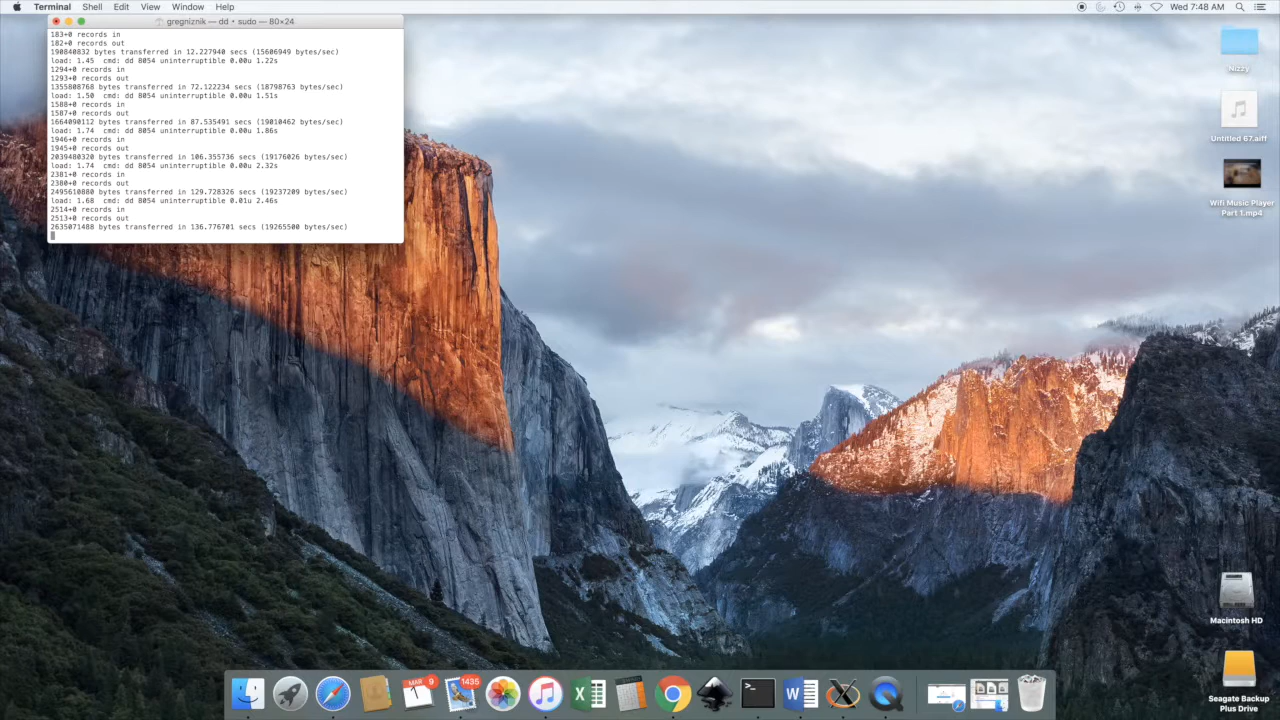 Terminal Shell Edit View Window Help
Wed 7:48 AM
gregniznik — dd • sudo — 80×24
183+0 records in
182+0 records out
190840832 bytes transferred in 12.227940 secs (15606949 bytes/sec)
load: 1.45 cmd: dd 8054 uninterruptible 0.00u 1.22s
1294+0 records in
1293+0 records out
1355808768 bytes transferred in 72.122234 secs (18798763 bytes/sec)
load: 1.50 cmd: dd 8054 uninterruptible 0.00u 1.51s
1588+0 records in
1587+0 records out
1664090112 bytes transferred in 87.535491 secs (19010462 bytes/sec)
load: 1.74 cmd: dd 8054 uninterruptible 0.00u 1.86s
1946+0 records in
1945+0 records out
2039480320 bytes transferred in 106.355736 secs (19176026 bytes/sec)
load: 1.74 cmd: dd 8054 uninterruptible 0.00u 2.32s
2381+0 records in
2380+0 records out
2495610880 bytes transferred in 129.728326 secs (19237209 bytes/sec)
load: 1.68 cmd: dd 8054 uninterruptible 0.01u 2.46s
2514+0 records in
2513+0 records out
2635071488 bytes transferred in 136.776701 secs (19265500 bytes/sec)
Nizzy
Untitled 67.aiff
Wifi Music Player
Part 1.mp4
Macintosh HD
Seagate Backup
Plus Drive
MAR
1
9
1435